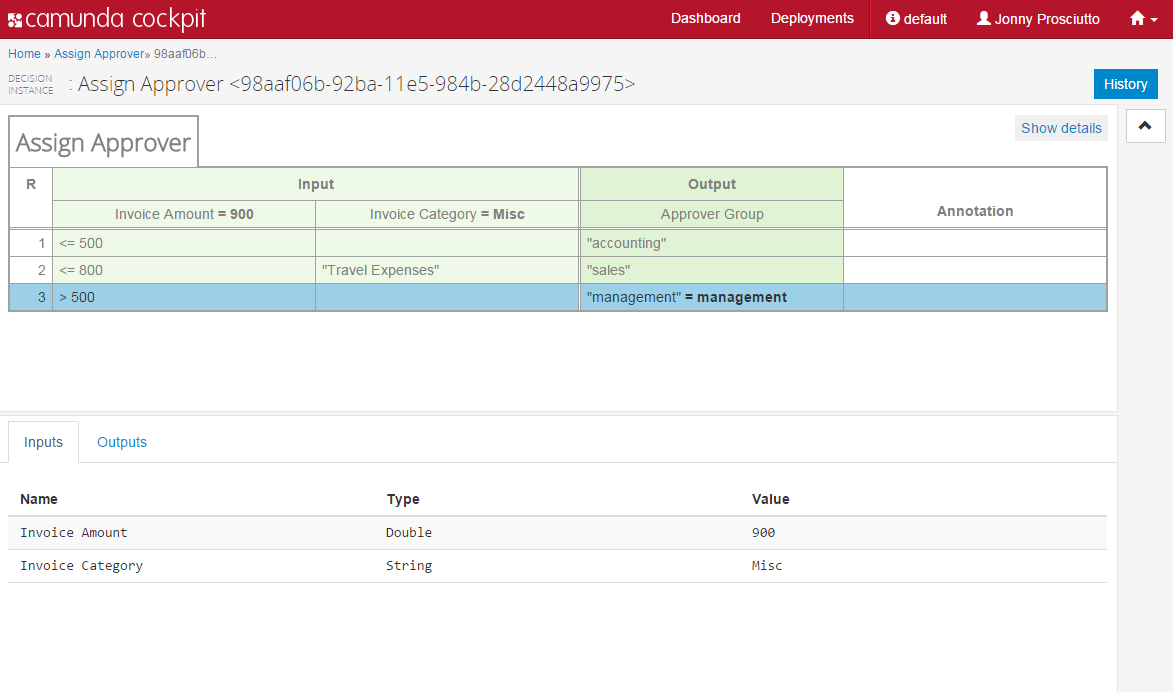 camunda cockpit Dashboard Deployments default Jonny Prosciutto
Home » Assign Approver» 98aaf06b...
DECISION INSTANCE : Assign Approver <98aaf06b-92ba-11e5-984b-28d2448a9975> History
Show details
Assign Approver
R Input Output
Annotation
Invoice Amount = 900 Invoice Category = Misc Approver Group
1 <= 500 "accounting"
2 <= 800 "Travel Expenses" "sales"
3 > 500 "management" = management
Inputs Outputs
Name Type Value
Invoice Amount Double 900
Invoice Category String Misc